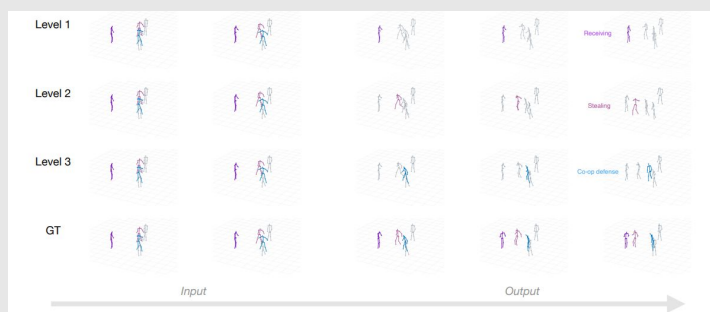 Level 1
Receiving
Level 2
Stealing
Level 3
Co-op defense
GT
Input
Output